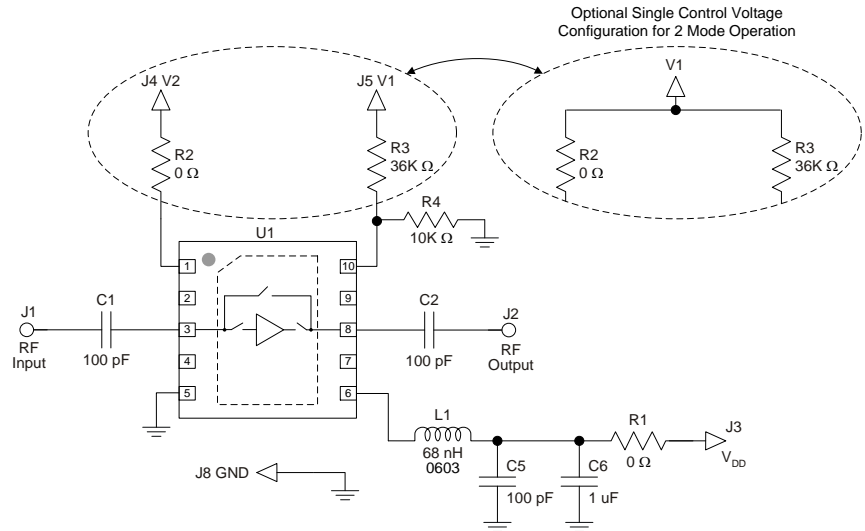 Optional Single Control Voltage
Configuration for 2 Mode Operation
J4 V2
J5 V1
V1
R2
0 Ω
R3
36K Ω
R2
0 Ω
R3
36K Ω
R4
10K Ω
U1
1
10
2
9
3
8
4
7
5
6
J1
RF
Input
C1
100 pF
C2
100 pF
J2
RF
Output
L1
68 nH
0603
R1
0 Ω
J3
VDD
C5
100 pF
C6
1 uF
J8 GND